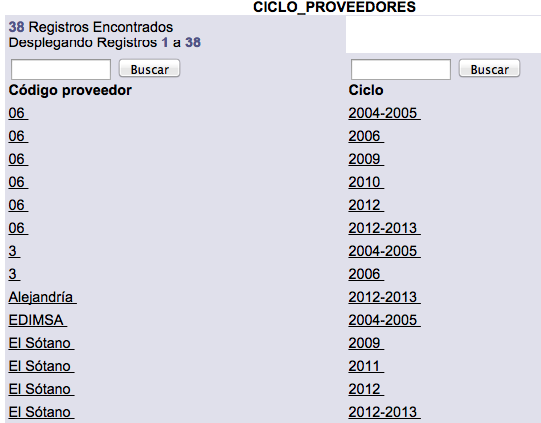 CICLO_PROVEEDORES
38 Registros Encontrados
Desplegando Registros 1 a 38
Buscar Buscar
Código proveedor Ciclo
06 2004-2005
06 2006
06 2009
06 2010
06 2012
06 2012-2013
3 2004-2005
3 2006
Alejandría 2012-2013
EDIMSA 2004-2005
El Sótano 2009
El Sótano 2011
El Sótano 2012
El Sótano 2012-2013